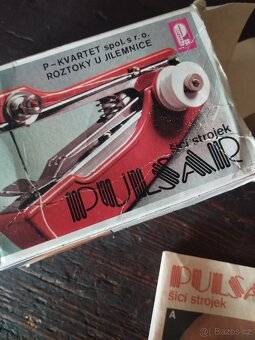 P-KVARTET spol. s r. o.
ROZTOKY U JILEMNICE
šicí strojek
PULSAR
PULSA
šicí strojek
A
© Bazos.cz